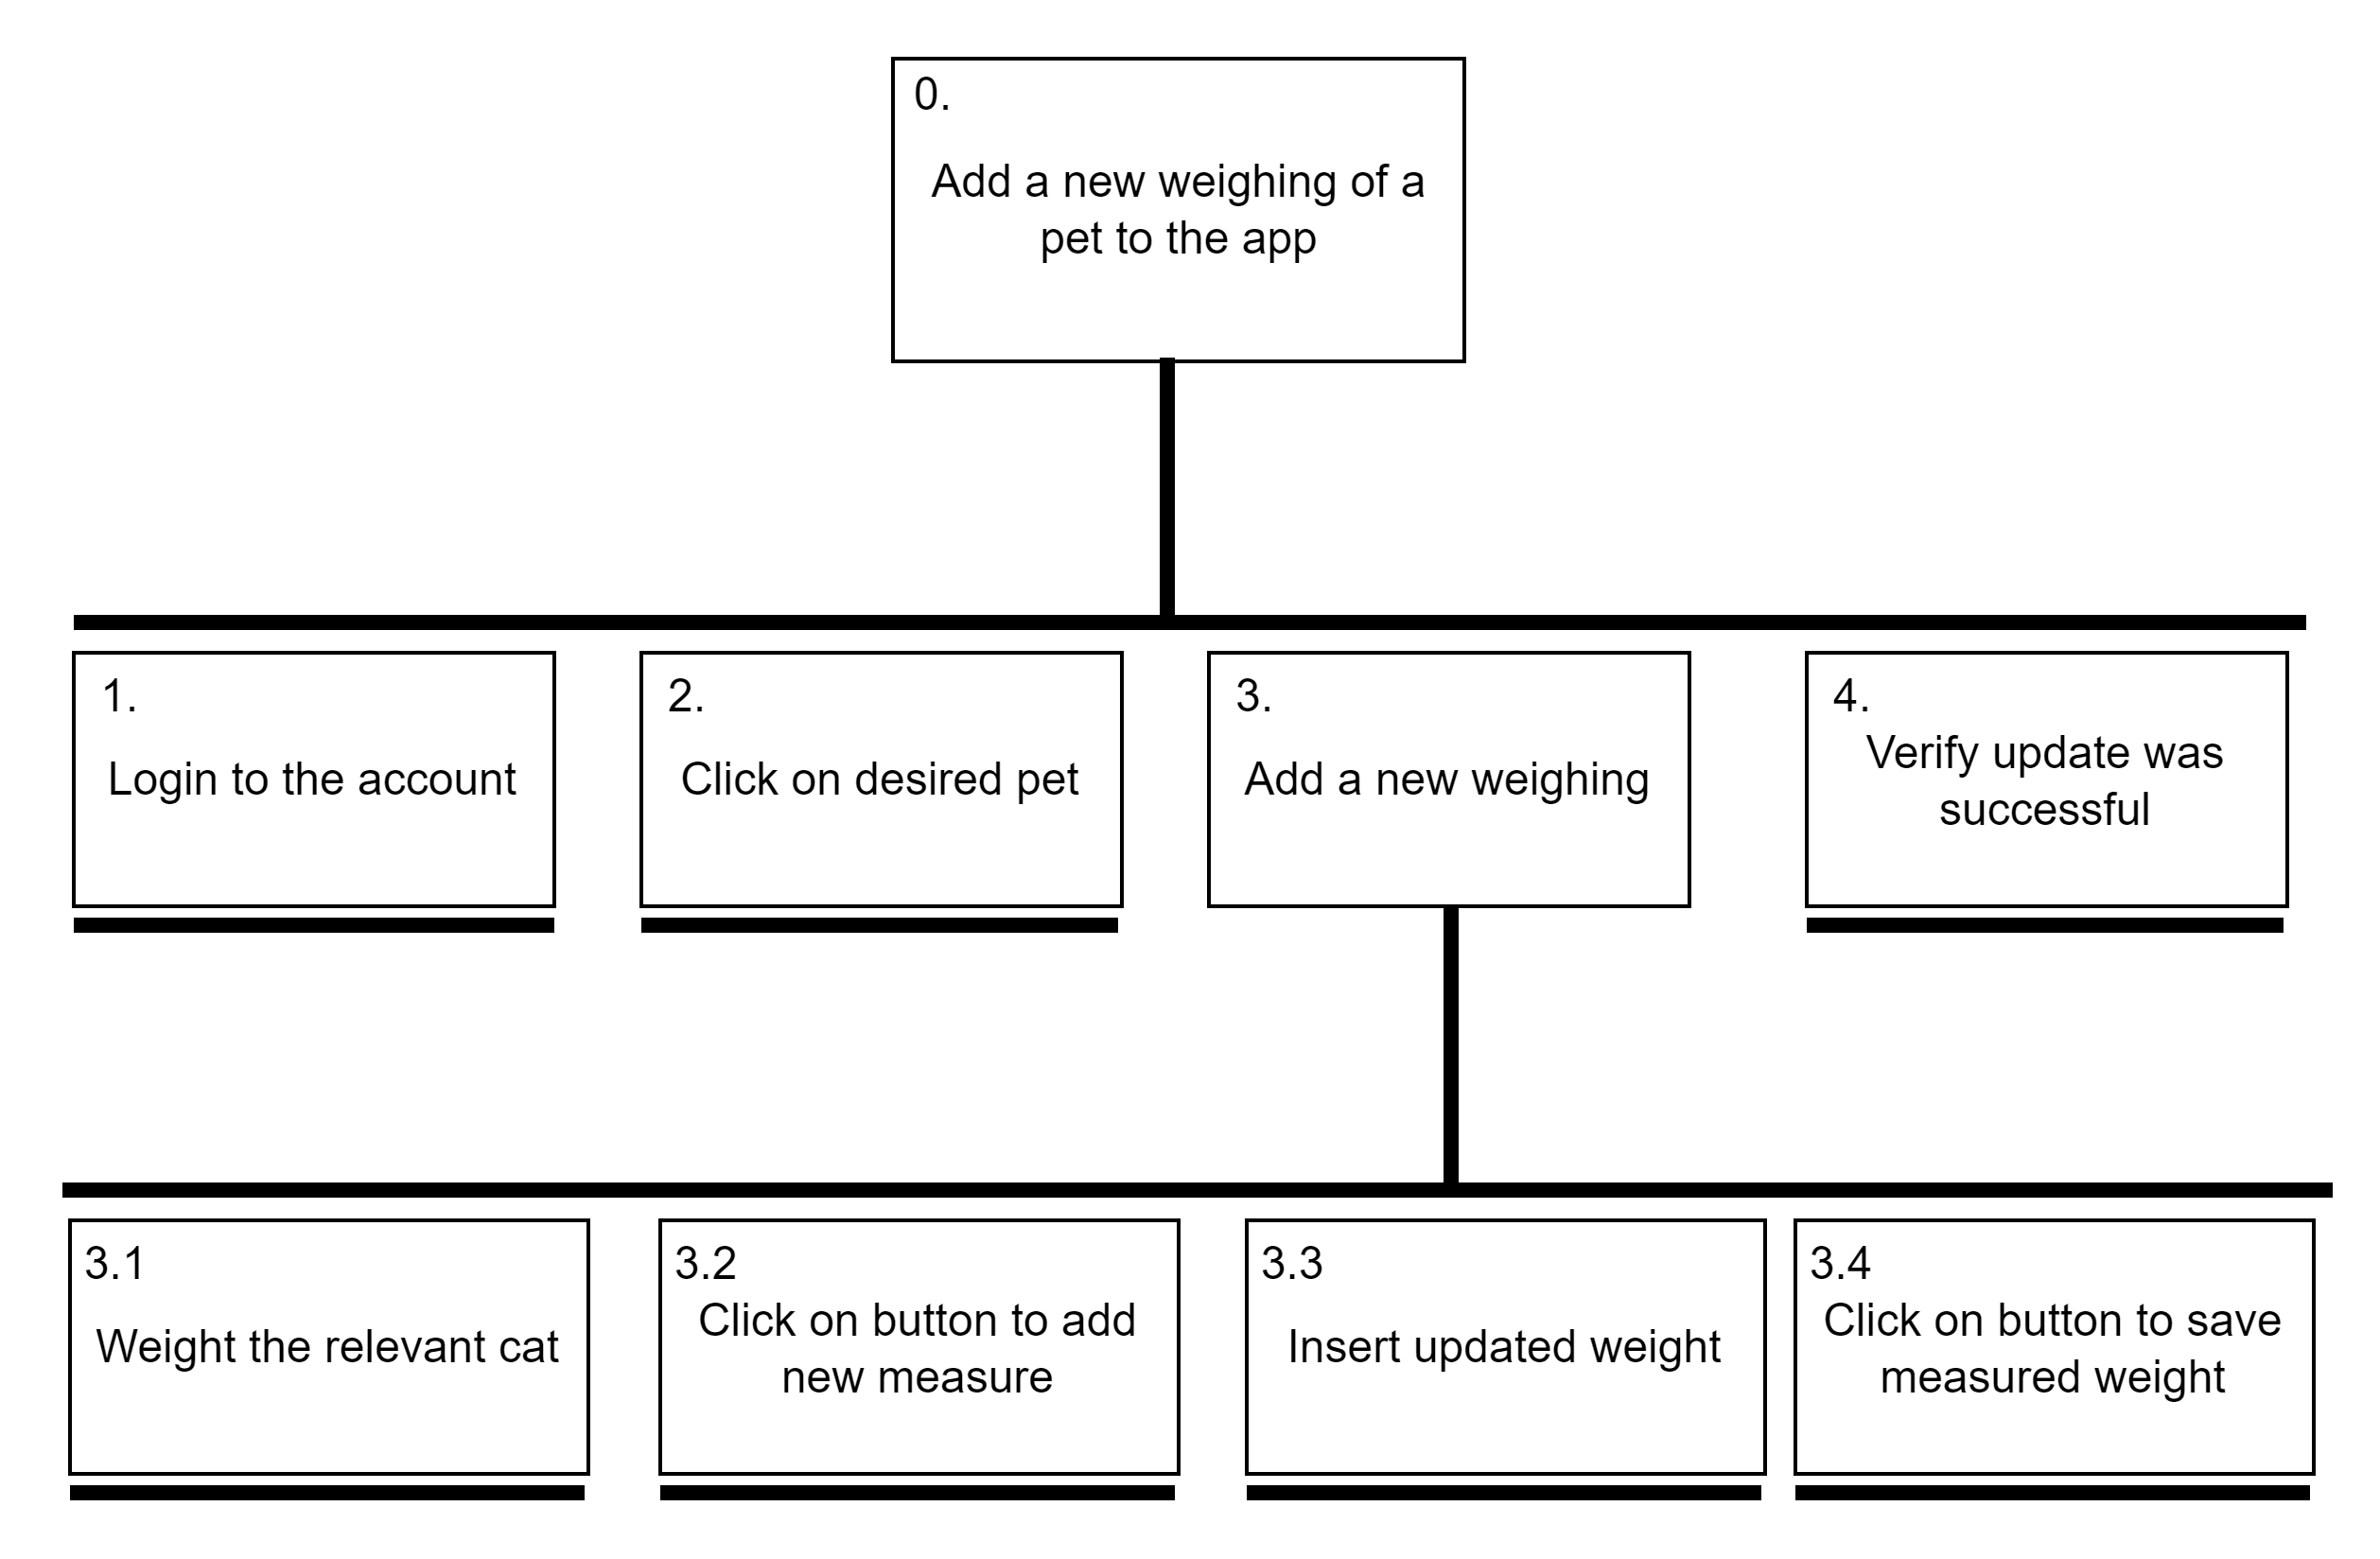 0.
Add a new weighing of a
pet to the app
1.
Login to the account
2.
Click on desired pet
3.
Add a new weighing
4.
Verify update was
successful
3.1
Weight the relevant cat
3.2
Click on button to add
new measure
3.3
Insert updated weight
3.4
Click on button to save
measured weight